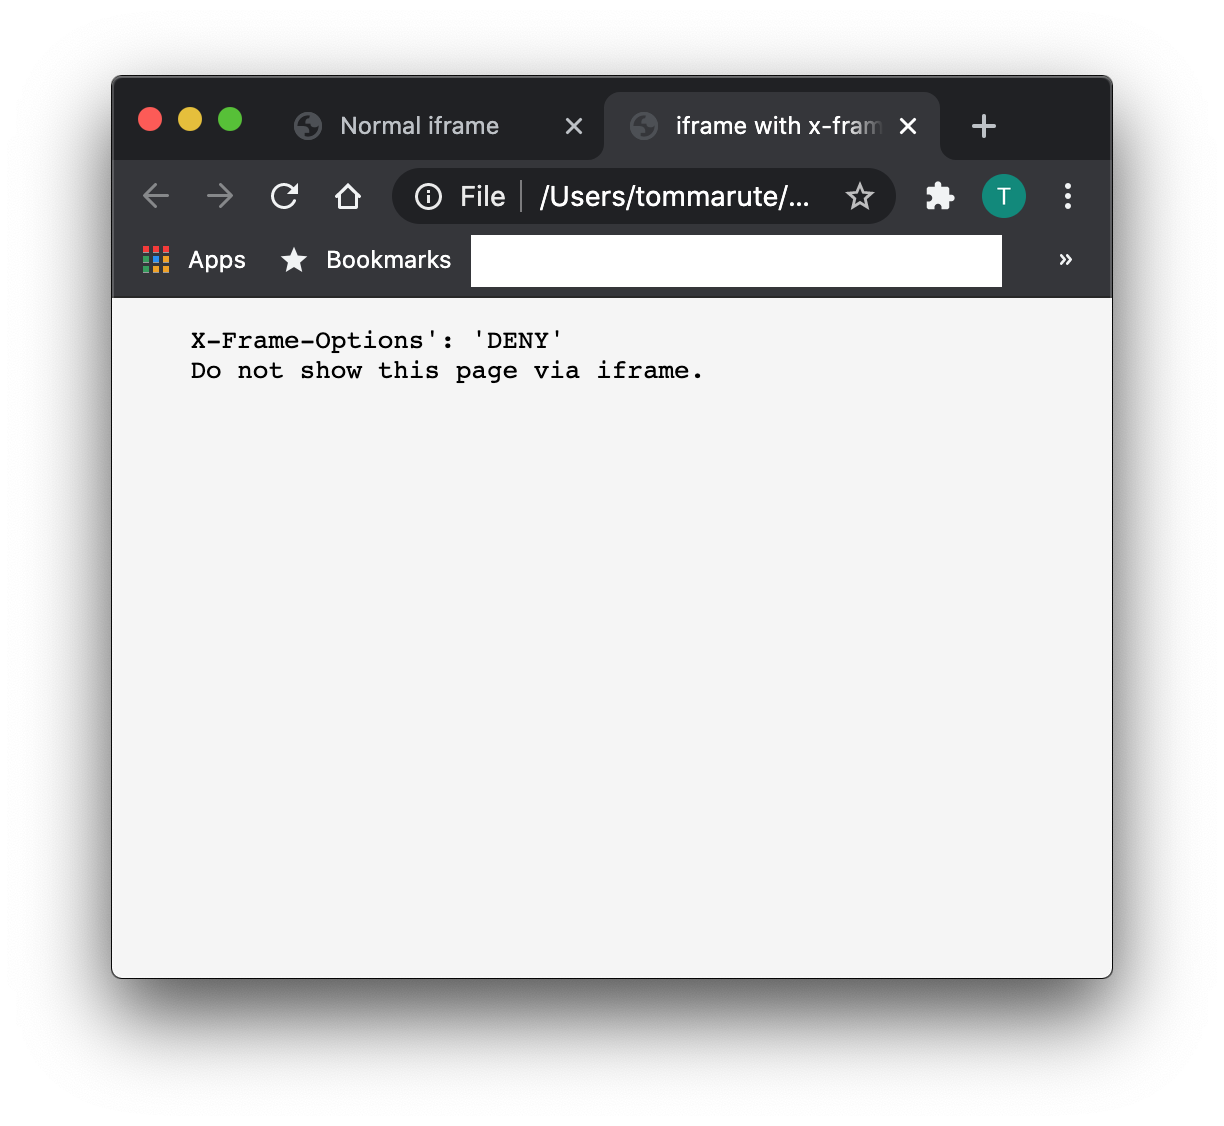 Normal iframe
iframe with x-fram
File /Users/tommarute/...
T
Apps
Bookmarks
»
X-Frame-Options': 'DENY'
Do not show this page via iframe.